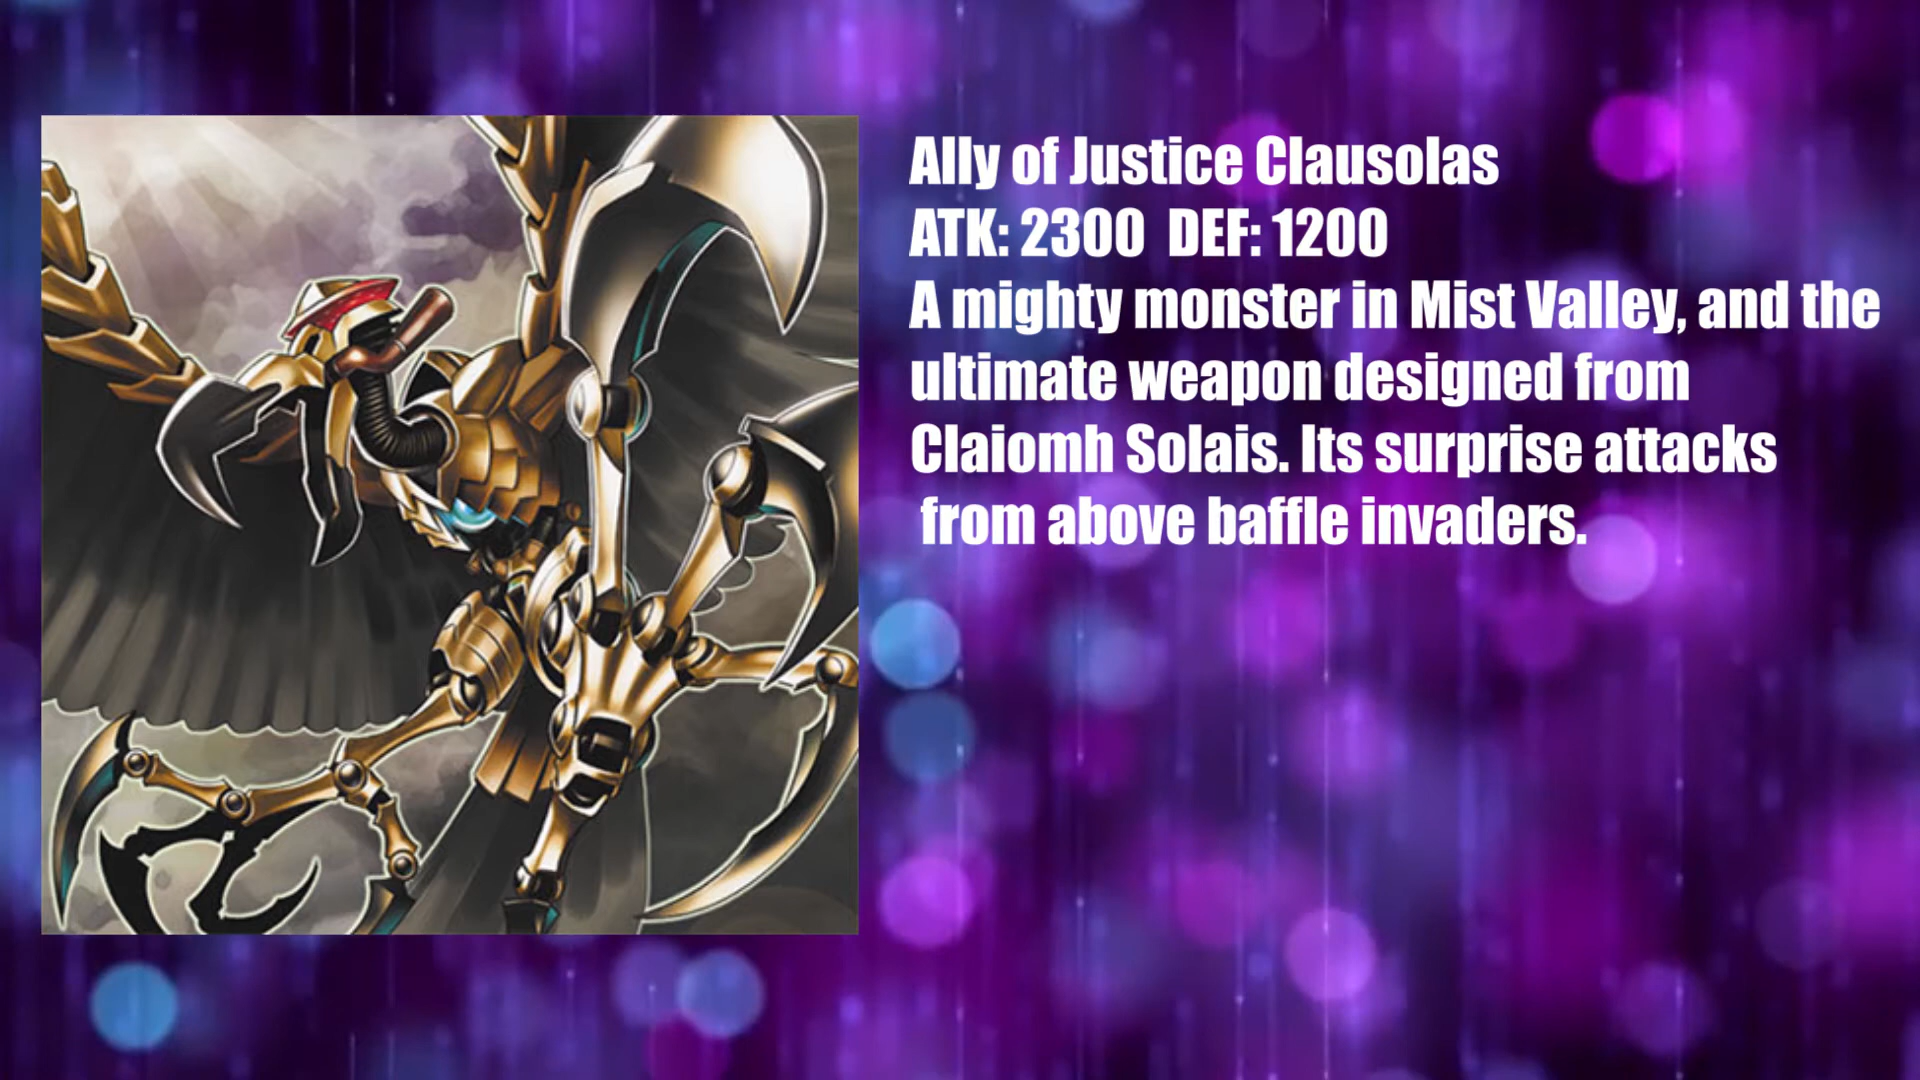 Ally of Justice Clausolas
ATK: 2300  DEF: 1200
A mighty monster in Mist Valley, and the
ultimate weapon designed from
Claiomh Solais. Its surprise attacks
from above baffle invaders.